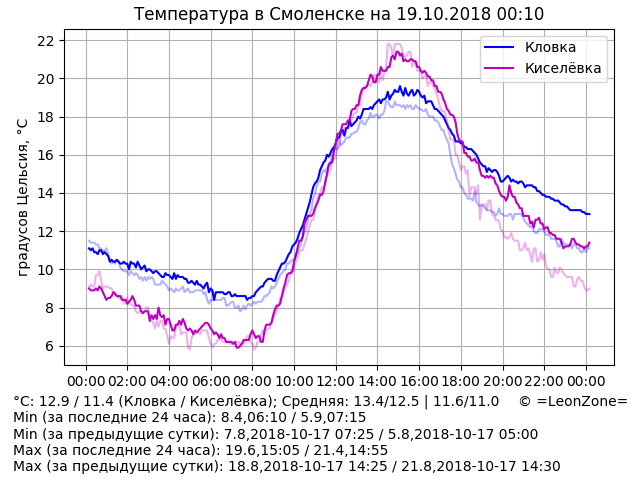 Температура в Смоленске на 19.10.2018 00:10
градусов Цельсия, °C
22
20
18
16
14
12
10
8
6
Кловка
Киселёвка
00:00 02:00 04:00 06:00 08:00 10:00 12:00 14:00 16:00 18:00 20:00 22:00 00:00
°C: 12.9 / 11.4 (Кловка / Киселёвка); Средняя: 13.4/12.5 | 11.6/11.0 © =LeonZone=
Min (за последние 24 часа): 8.4,06:10 / 5.9,07:15
Min (за предыдущие сутки): 7.8,2018-10-17 07:25 / 5.8,2018-10-17 05:00
Max (за последние 24 часа): 19.6,15:05 / 21.4,14:55
Max (за предыдущие сутки): 18.8,2018-10-17 14:25 / 21.8,2018-10-17 14:30